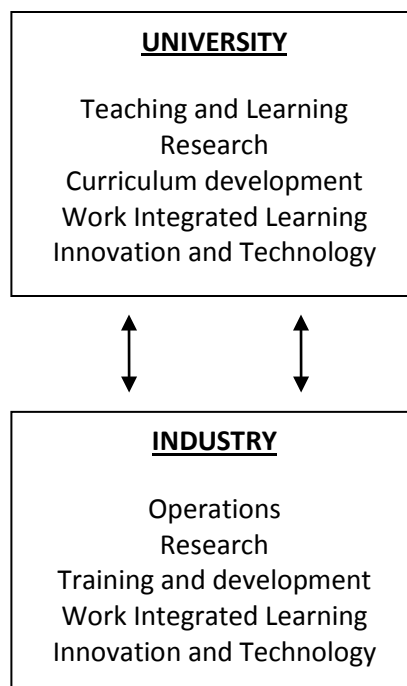 UNIVERSITY
Teaching and Learning
Research
Curriculum development
Work Integrated Learning
Innovation and Technology
INDUSTRY
Operations
Research
Training and development
Work Integrated Learning
Innovation and Technology